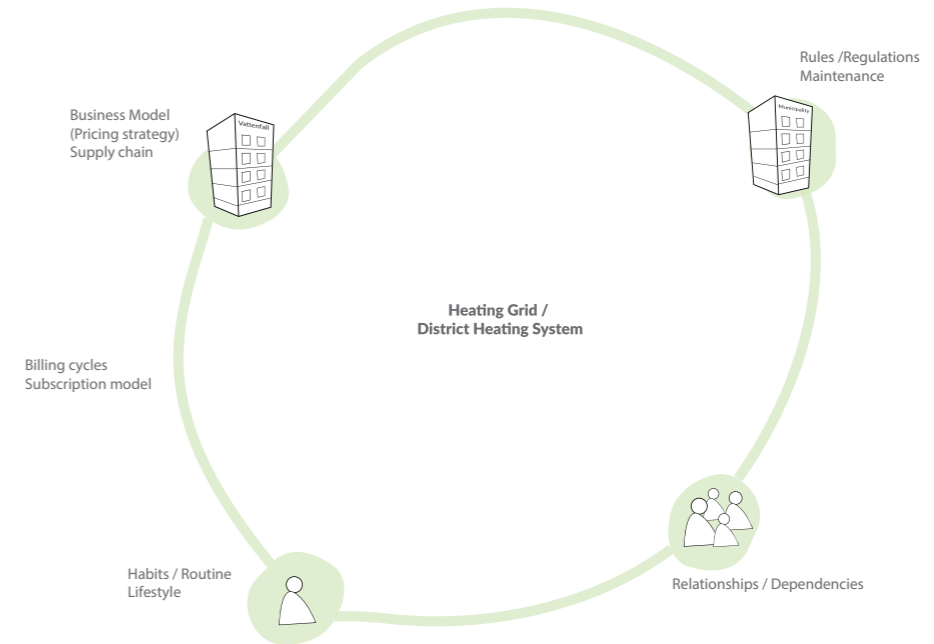 Rules /Regulations
Maintenance
Business Model
(Pricing strategy)
Supply chain
Vattenfall
Municipality
Heating Grid /
District Heating System
Billing cycles
Subscription model
Habits / Routine
Lifestyle
Relationships / Dependencies